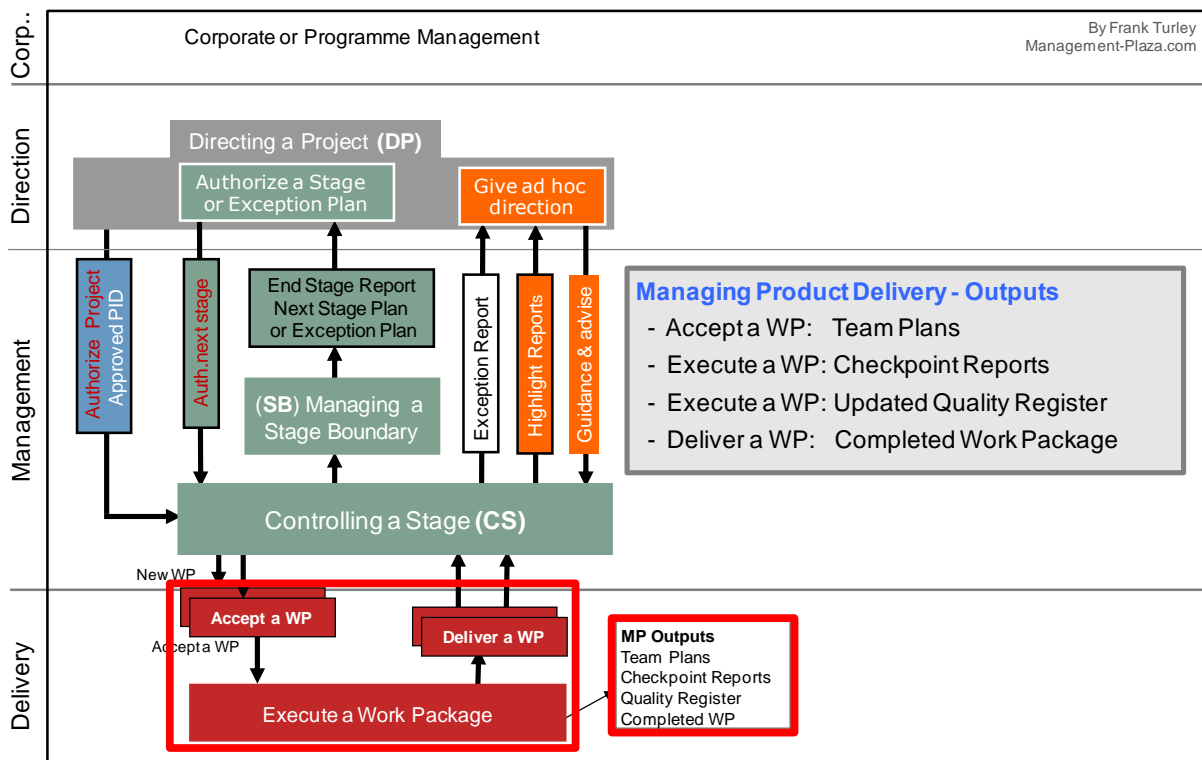 Corp..
Corporate or Programme Management
By Frank Turley
Management-Plaza.com
Direction
Directing a Project (DP)
Authorize a Stage
or Exception Plan
Give ad hoc
direction
Management
Authorize Project
Approved PID
Auth.next stage
End Stage Report
Next Stage Plan
or Exception Plan
(SB) Managing a
Stage Boundary
Exception Report
Highlight Reports
Guidance & advise
Managing Product Delivery - Outputs
- Accept a WP: Team Plans
- Execute a WP: Checkpoint Reports
- Execute a WP: Updated Quality Register
- Deliver a WP: Completed Work Package
Controlling a Stage (CS)
New WP
Delivery
Accept a WP
Accept a WP
Deliver a WP
Execute a Work Package
MP Outputs
Team Plans
Checkpoint Reports
Quality Register
Completed WP